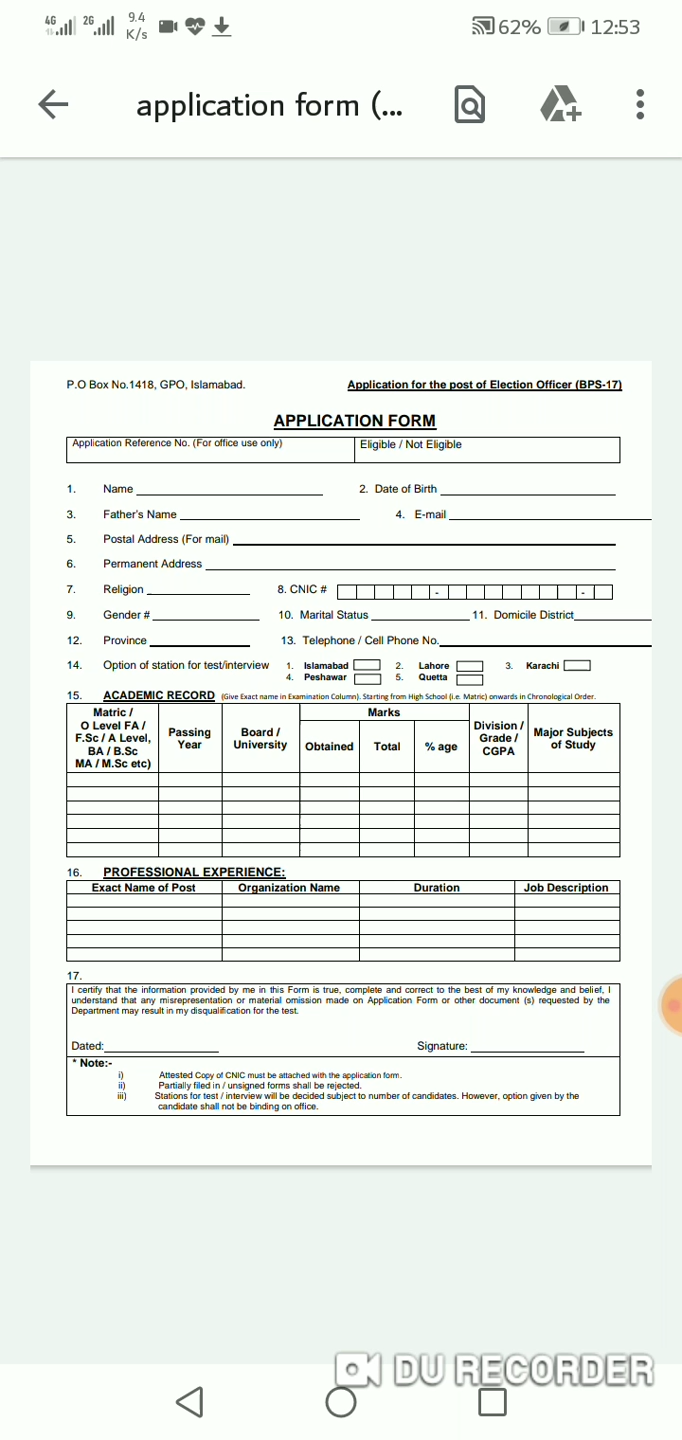 4G 2G 9.4 K/s 62% 12:53
application form (...
P.O Box No.1418, GPO, Islamabad. Application for the post of Election Officer (BPS-17)
APPLICATION FORM
Application Reference No. (For office use only) Eligible / Not Eligible
1. Name 2. Date of Birth
3. Father's Name 4. E-mail
5. Postal Address (For mail)
6. Permanent Address
7. Religion 8. CNIC # - -
9. Gender # 10. Marital Status 11. Domicile District
12. Province 13. Telephone / Cell Phone No.
14. Option of station for test/interview 1. Islamabad 2. Lahore 3. Karachi
4. Peshawar 5. Quetta
15. ACADEMIC RECORD (Give Exact name in Examination Column). Starting from High School (i.e. Matric) onwards in Chronological Order.
Matric /
O Level FA /
F.Sc / A Level,
BA / B.Sc
MA / M.Sc etc)
Passing
Year
Board /
University
Marks
Obtained Total % age
Division /
Grade /
CGPA
Major Subjects
of Study
16. PROFESSIONAL EXPERIENCE:
Exact Name of Post Organization Name Duration Job Description
17.
I certify that the information provided by me in this Form is true, complete and correct to the best of my knowledge and belief, I
understand that any misrepresentation or material omission made on Application Form or other document (s) requested by the
Department may result in my disqualification for the test.
Dated: Signature:
* Note:-
i) Attested Copy of CNIC must be attached with the application form.
ii) Partially filed in / unsigned forms shall be rejected.
iii) Stations for test / interview will be decided subject to number of candidates. However, option given by the
candidate shall not be binding on office.
DU RECORDER